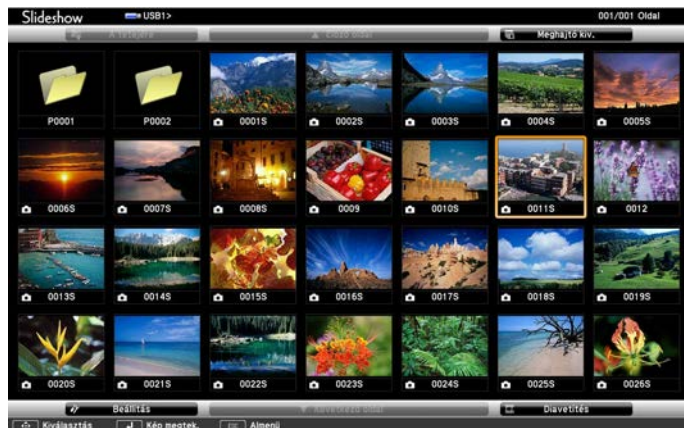 Slideshow USB1> 001/001 Oldal
A tetejére Előző oldal Meghajtó kiv.
P0001 P0002 0001S 0002S 0003S 0004S 0005S
0006S 0007S 0008S 0009 0010S 0011S 0012
0013S 0014S 0015S 0016S 0017S 0018S 0019S
0020S 0021S 0022S 0023S 0024S 0025S 0026S
Beállítás Következő oldal Diavetítés
Kiválasztás Kép megtek. Almenü